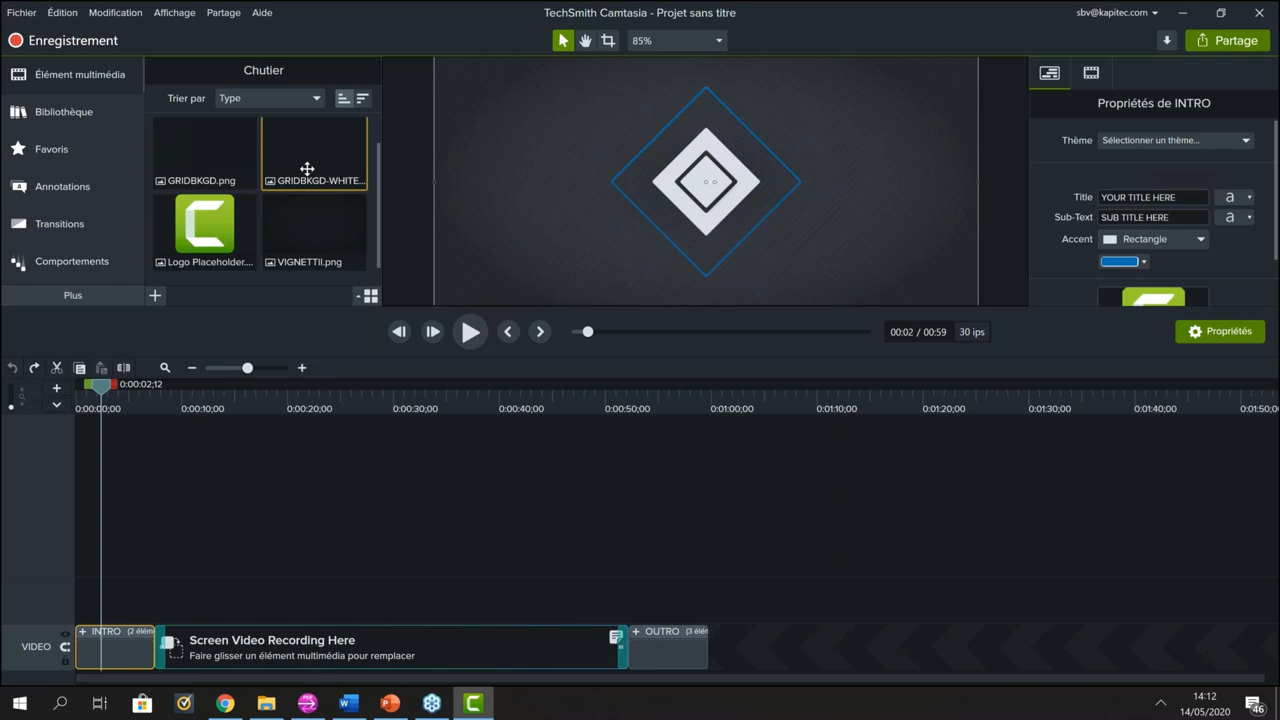 Fichier Édition Modification Affichage Partage Aide
TechSmith Camtasia - Projet sans titre
sbv@kapitec.com
Enregistrement
85%
Partage
Élément multimédia
Bibliothèque
Favoris
Annotations
Transitions
Comportements
Plus
Chutier
Trier par Type
GRIDBKGD.png GRIDBKGD-WHITE...
Logo Placeholder.... VIGNETTII.png
Propriétés de INTRO
Thème Sélectionner un thème...
Title YOUR TITLE HERE a
Sub-Text SUB TITLE HERE a
Accent Rectangle
00:02 / 00:59 30 ips
Propriétés
0:00:02;12
0:00:00;00 0:00:10;00 0:00:20;00 0:00:30;00 0:00:40;00 0:00:50;00 0:01:00;00 0:01:10;00 0:01:20;00 0:01:30;00 0:01:40;00 0:01:50;0
VIDEO
INTRO (2 élém
Screen Video Recording Here
Faire glisser un élément multimédia pour remplacer
OUTRO (3 élé
14:12
14/05/2020
46